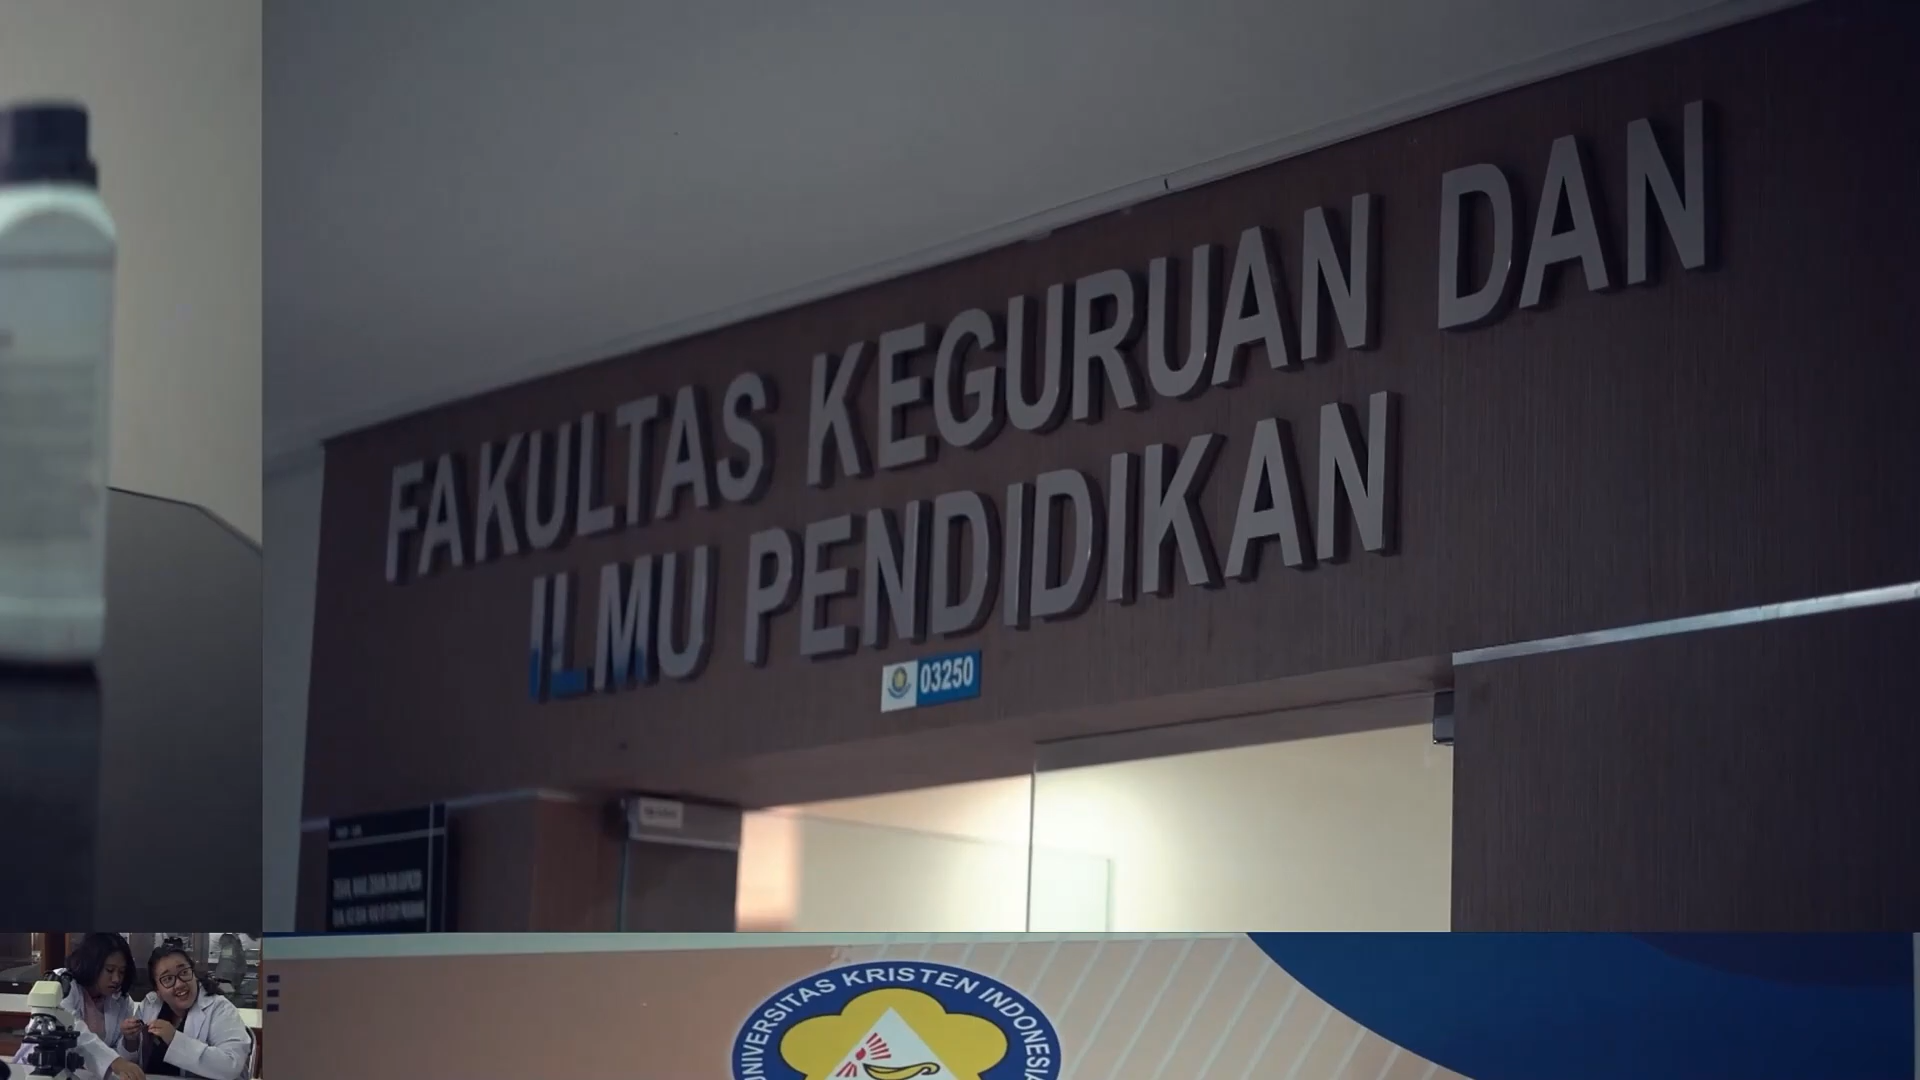 FAKULTAS KEGURUAN DAN
ILMU PENDIDIKAN
03250
UNIVERSITAS KRISTEN INDONESIA